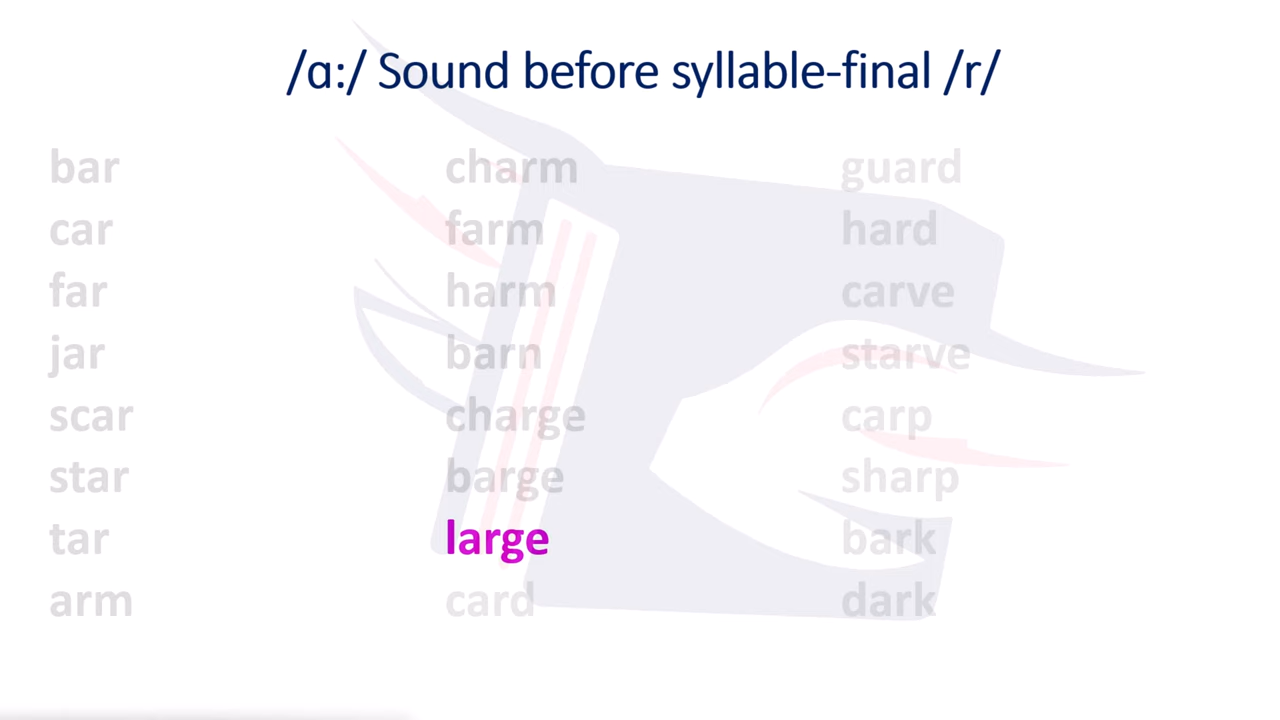 /ɑ:/ Sound before syllable-final /r/
bar
car
far
jar
scar
star
tar
arm
charm
farm
harm
barn
charge
barge
large
card
guard
hard
carve
starve
carp
sharp
bark
dark